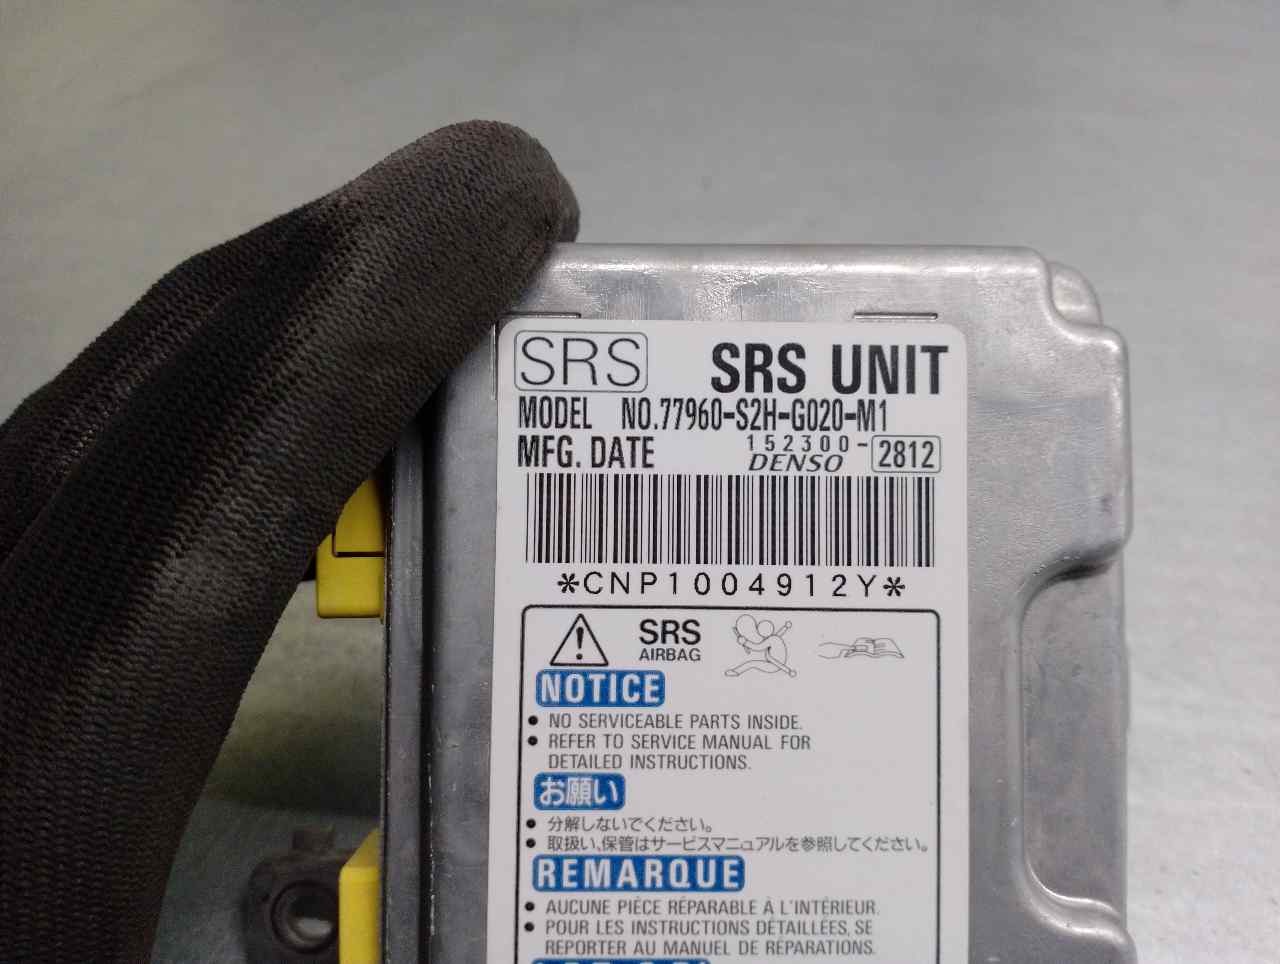 SRS SRS UNIT
MODEL NO.77960-S2H-G020-M1
MFG. DATE 152300-2812
DENSO
*CNP1004912Y*
SRS
AIRBAG
NOTICE
● NO SERVICEABLE PARTS INSIDE.
● REFER TO SERVICE MANUAL FOR
DETAILED INSTRUCTIONS.
お願い
● 分解しないでください。
● 取扱い、保管はサービスマニュアルを参照してください。
REMARQUE
● AUCUNE PIÈCE RÉPARABLE À L'INTÉRIEUR.
● POUR LES INSTRUCTIONS DÉTAILLÉES, SE
REPORTER AU MANUEL DE RÉPARATIONS.